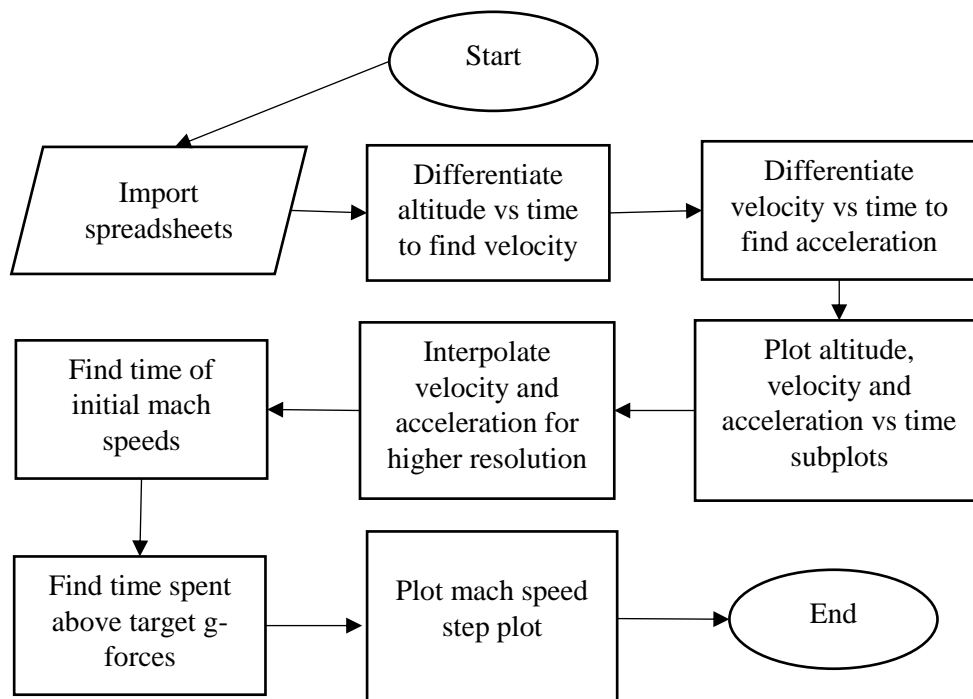 Start
Import
spreadsheets
Differentiate
altitude vs time
to find velocity
Differentiate
velocity vs time to
find acceleration
Plot altitude,
velocity and
acceleration vs time
subplots
Interpolate
velocity and
acceleration for
higher resolution
Find time of
initial mach
speeds
Find time spent
above target g-
forces
Plot mach speed
step plot
End